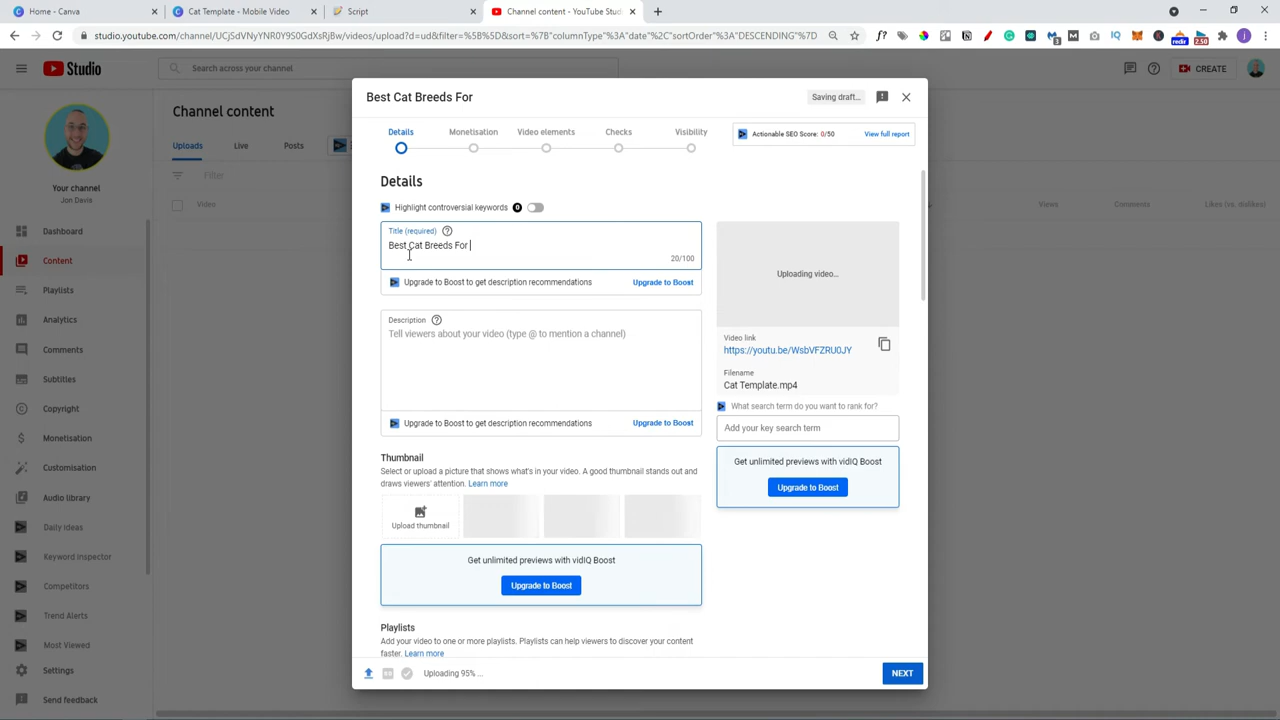 Home - Canva
Cat Template - Mobile Video
Script
Channel content - YouTube Stud
studio.youtube.com/channel/UCjSdVNyYNR0Y9S0GdXsRjBw/videos/upload?d=ud&filter=%5B%5D&sort=%7B"columnType"%3A"date"%2C"sortOrder"%3A"DESCENDING"%7D
Studio
Search across your channel
CREATE
Your channel
Jon Davis
Dashboard
Content
Playlists
Analytics
Comments
Subtitles
Copyright
Monetisation
Customisation
Audio library
Daily ideas
Keyword inspector
Competitors
Trend Alerts
Most Viewed
Settings
Send feedback
Channel content
Uploads
Live
Posts
Filter
Video
Views
Comments
Likes (vs. dislikes)
Best Cat Breeds For
Saving draft...
Details
Monetisation
Video elements
Checks
Visibility
Actionable SEO Score: 0/50
View full report
Details
Highlight controversial keywords
0
Title (required)
Best Cat Breeds For
20/100
Upgrade to Boost to get description recommendations
Upgrade to Boost
Description
Tell viewers about your video (type @ to mention a channel)
Upgrade to Boost to get description recommendations
Upgrade to Boost
Thumbnail
Select or upload a picture that shows what's in your video. A good thumbnail stands out and
draws viewers' attention. Learn more
Upload thumbnail
Get unlimited previews with vidIQ Boost
Upgrade to Boost
Playlists
Add your video to one or more playlists. Playlists can help viewers to discover your content
faster. Learn more
Uploading video...
Video link
https://youtu.be/WsbVFZRU0JY
Filename
Cat Template.mp4
What search term do you want to rank for?
Add your key search term
Get unlimited previews with vidIQ Boost
Upgrade to Boost
Uploading 95% ...
NEXT